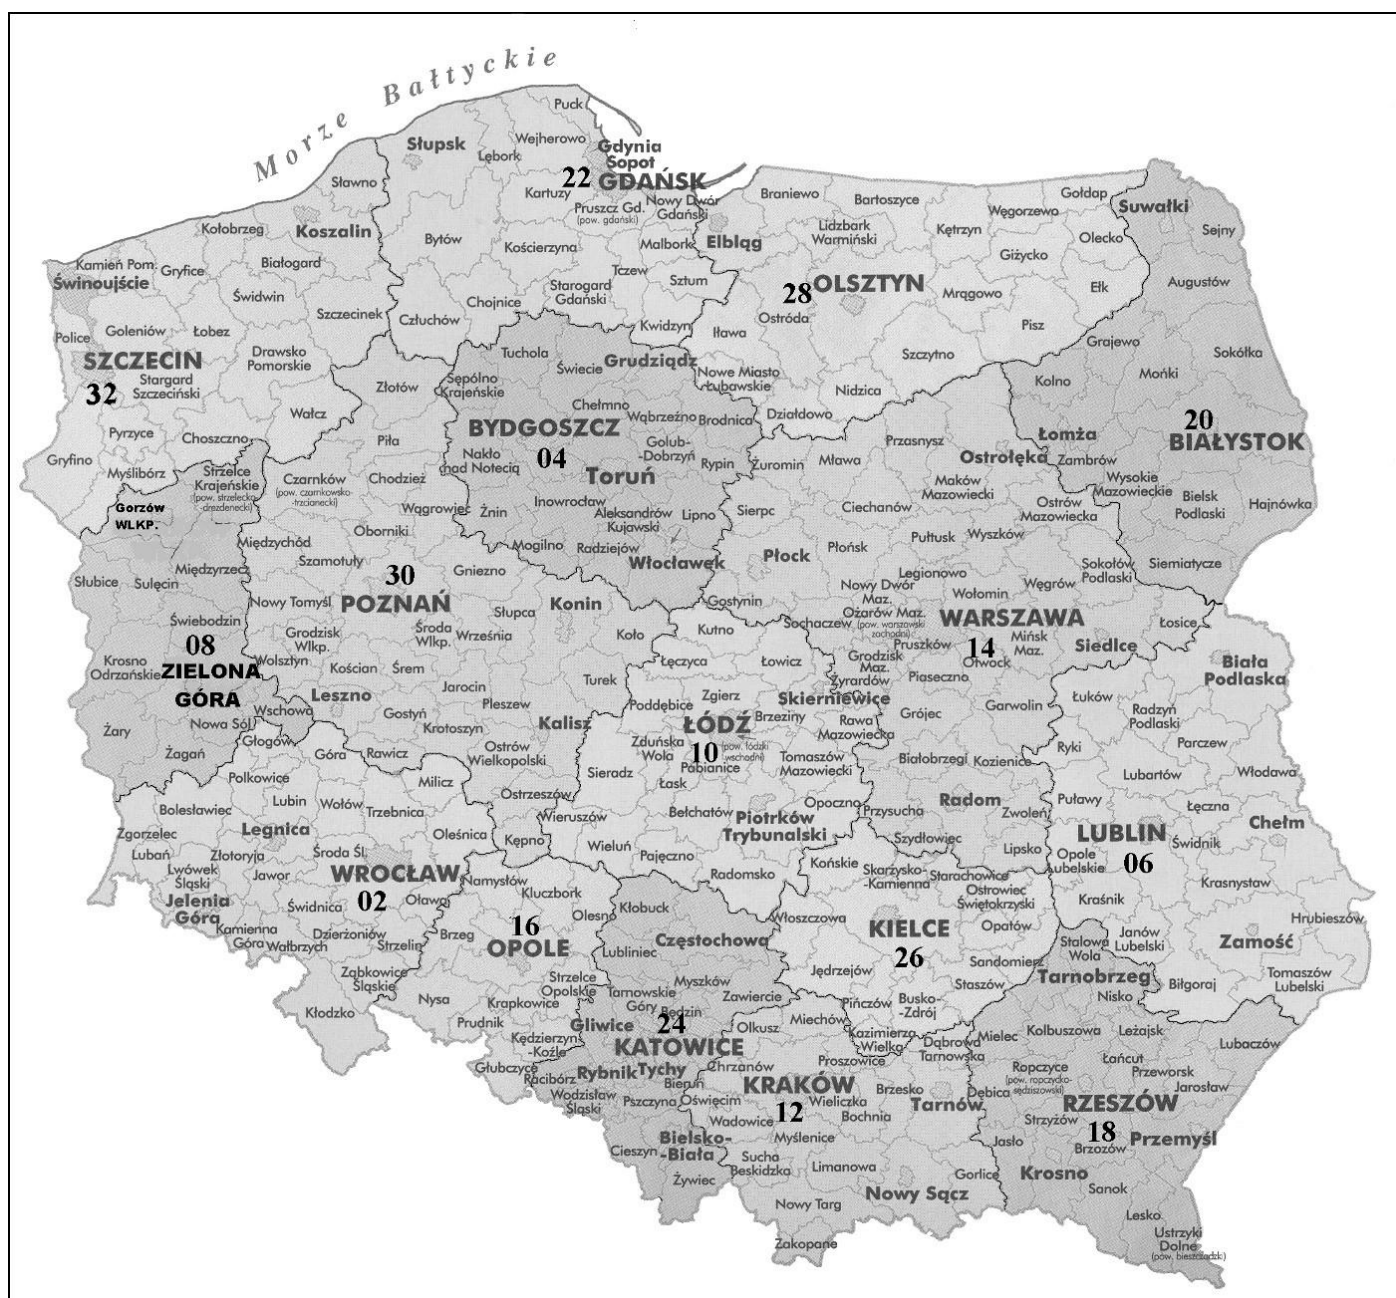 Morze Bałtyckie
Puck
Słupsk
Wejherowo
Lębork
Gdynia
Sopot
22 GDAŃSK
Kartuzy
Nowy Dwór
Gdański
Pruszcz Gd.
(pow. gdański)
Sławno
Kołobrzeg
Koszalin
Bytów
Kościerzyna
Malbork
Elbląg
Braniewo
Bartoszyce
Lidzbark
Warmiński
Kętrzyn
Węgorzewo
Gołdap
Olecko
Giżycko
Suwałki
Sejny
Kamień Pom.
Świnoujście
Gryfice
Białogard
Świdwin
Szczecinek
Tczew
Starogard
Gdański
Sztum
Chojnice
Człuchów
Kwidzyn
28 OLSZTYN
Ostróda
Iława
Mrągowo
Ełk
Augustów
Pisz
Szczytno
Police
Goleniów
Łobez
SZCZECIN
32
Stargard
Szczeciński
Drawsko
Pomorskie
Złotów
Wałcz
Pyrzyce
Choszczno
Gryfino
Myślibórz
Tuchola
Świecie
Grudziądz
Sępólno
Krajeńskie
Nowe Miasto
Lubawskie
Nidzica
Działdowo
Grajewo
Kolno
Mońki
Sokółka
20
BIAŁYSTOK
Łomża
Zambrów
Wysokie
Mazowieckie
Bielsk
Podlaski
Hajnówka
Siemiatycze
Chełmno
Wąbrzeźno
Brodnica
BYDGOSZCZ
04
Nakło
nad Notecią
Toruń
Golub-
-Dobrzyń
Rypin
Żnin
Inowrocław
Aleksandrów
Kujawski
Lipno
Mogilno
Radziejów
Włocławek
Strzelce
Krajeńskie
(pow. strzelecko
-drezdenecki)
Gorzów
WLKP.
Międzyrzecz
Słubice
Sulęcin
Świebodzin
08
ZIELONA
GÓRA
Krosno
Odrzańskie
Nowa Sól
Wschowa
Żary
Żagań
Piła
Czarnków
(pow. czarnkowsko
-trzcianecki)
Chodzież
Wągrowiec
Oborniki
Międzychód
Szamotuły
30
POZNAŃ
Gniezno
Nowy Tomyśl
Słupca
Konin
Środa
Wlkp.
Września
Koło
Grodzisk
Wlkp.
Wolsztyn
Kościan
Śrem
Turek
Leszno
Jarocin
Pleszew
Gostyń
Krotoszyn
Kalisz
Rawicz
Ostrów
Wielkopolski
Ostrzeszów
Kępno
Przasnysz
Ostrołęka
Żuromin
Mława
Maków
Mazowiecki
Ostrów
Mazowiecka
Sierpc
Ciechanów
Pułtusk
Wyszków
Płock
Płońsk
Legionowo
Sokołów
Podlaski
Węgrów
Nowy Dwór
Maz.
Wołomin
Gostynin
Ożarów Maz.
(pow. warszawski
zachodni)
Sochaczew
WARSZAWA
14
Mińsk
Maz.
Siedlce
Łosice
Pruszków
Otwock
Grodzisk
Maz.
Żyrardów
Piaseczno
Grójec
Garwolin
Białobrzegi
Kozienice
Przysucha
Radom
Zwoleń
Szydłowiec
Lipsko
Kutno
Łęczyca
Łowicz
Zgierz
Skierniewice
Poddębice
ŁÓDŹ
10
(pow. łódzki
wschodni)
Brzeziny
Rawa
Mazowiecka
Zduńska
Wola
Pabianice
Sieradz
Łask
Tomaszów
Mazowiecki
Wieruszów
Bełchatów
Opoczno
Piotrków
Trybunalski
Wieluń
Pajęczno
Radomsko
Biała
Podlaska
Łuków
Radzyń
Podlaski
Ryki
Parczew
Lubartów
Włodawa
Puławy
Łęczna
LUBLIN
06
Świdnik
Chełm
Opole
Lubelskie
Krasnystaw
Kraśnik
Janów
Lubelski
Hrubieszów
Zamość
Biłgoraj
Tomaszów
Lubelski
Głogów
Góra
Polkowice
Milicz
Bolesławiec
Lubin
Wołów
Trzebnica
Zgorzelec
Legnica
Oleśnica
Lubań
Złotoryja
Środa Śl.
Lwówek
Śląski
Jawor
WROCŁAW
02
Oława
Jelenia
Góra
Świdnica
Kamienna
Góra
Wałbrzych
Dzierżoniów
Strzelin
Ząbkowice
Śląskie
Kłodzko
Namysłów
Kluczbork
16
OPOLE
Olesno
Brzeg
Strzelce
Opolskie
Nysa
Krapkowice
Prudnik
Kędzierzyn
-Koźle
Głubczyce
Kłobuck
Częstochowa
Lubliniec
Myszków
Tarnowskie
Góry
Zawiercie
Będzin
24
Gliwice
KATOWICE
Rybnik
Tychy
Racibórz
Bieruń
Wodzisław
Śląski
Pszczyna
Bielsko-
-Biała
Cieszyn
Żywiec
Końskie
Skarżysko-
-Kamienna
Starachowice
Ostrowiec
Świętokrzyski
Włoszczowa
KIELCE
26
Opatów
Sandomierz
Jędrzejów
Staszów
Pińczów
Busko-
-Zdrój
Kazimierza
Wielka
Olkusz
Miechów
Proszowice
Dąbrowa
Tarnowska
Chrzanów
KRAKÓW
12
Wieliczka
Brzesko
Bochnia
Tarnów
Oświęcim
Wadowice
Myślenice
Sucha
Beskidzka
Limanowa
Gorlice
Nowy Sącz
Nowy Targ
Zakopane
Stalowa
Wola
Tarnobrzeg
Nisko
Mielec
Kolbuszowa
Leżajsk
Lubaczów
Łańcut
Ropczyce
(pow. ropczycko-
-sędziszowski)
Przeworsk
Dębica
Jarosław
RZESZÓW
18
Strzyżów
Przemyśl
Jasło
Brzozów
Krosno
Sanok
Lesko
Ustrzyki
Dolne
(pow. bieszczadzki)